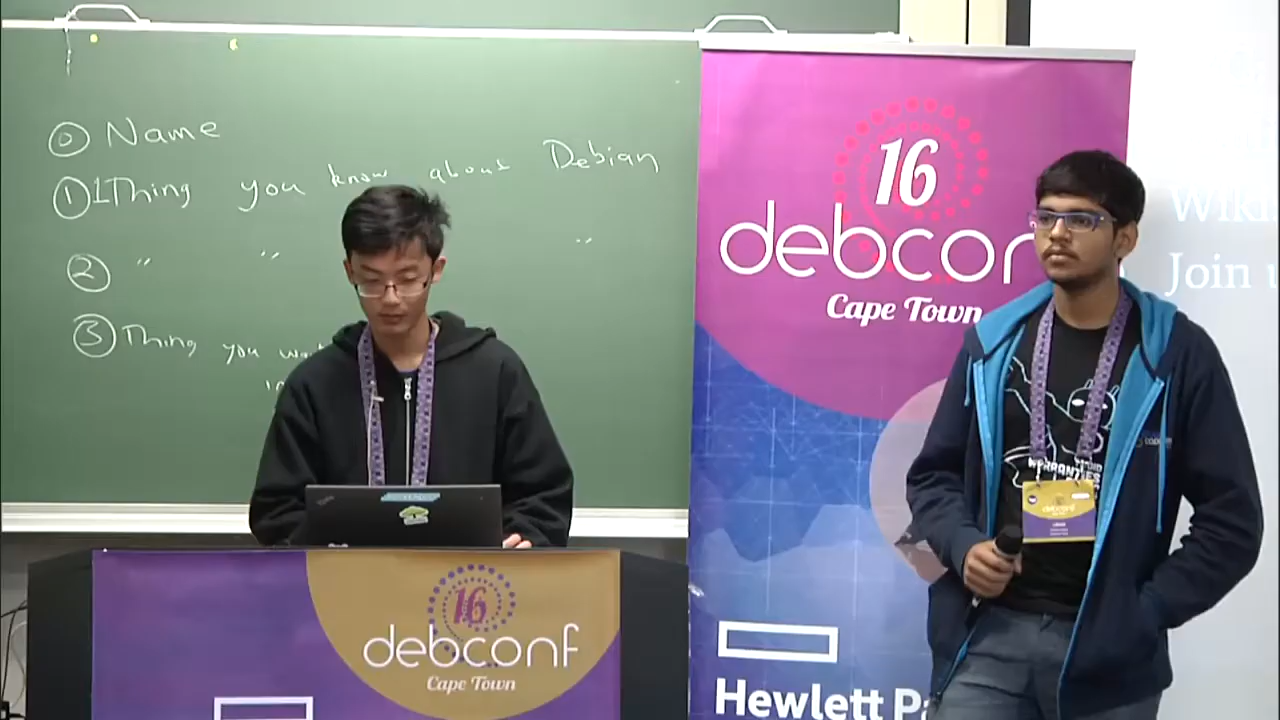 0 Name
1 1Thing you know about Debian
2 " " "
3 Thing you
16
debconf
Cape Town
16
debcon
Cape Town
Hewlett Pa
Join
debconf